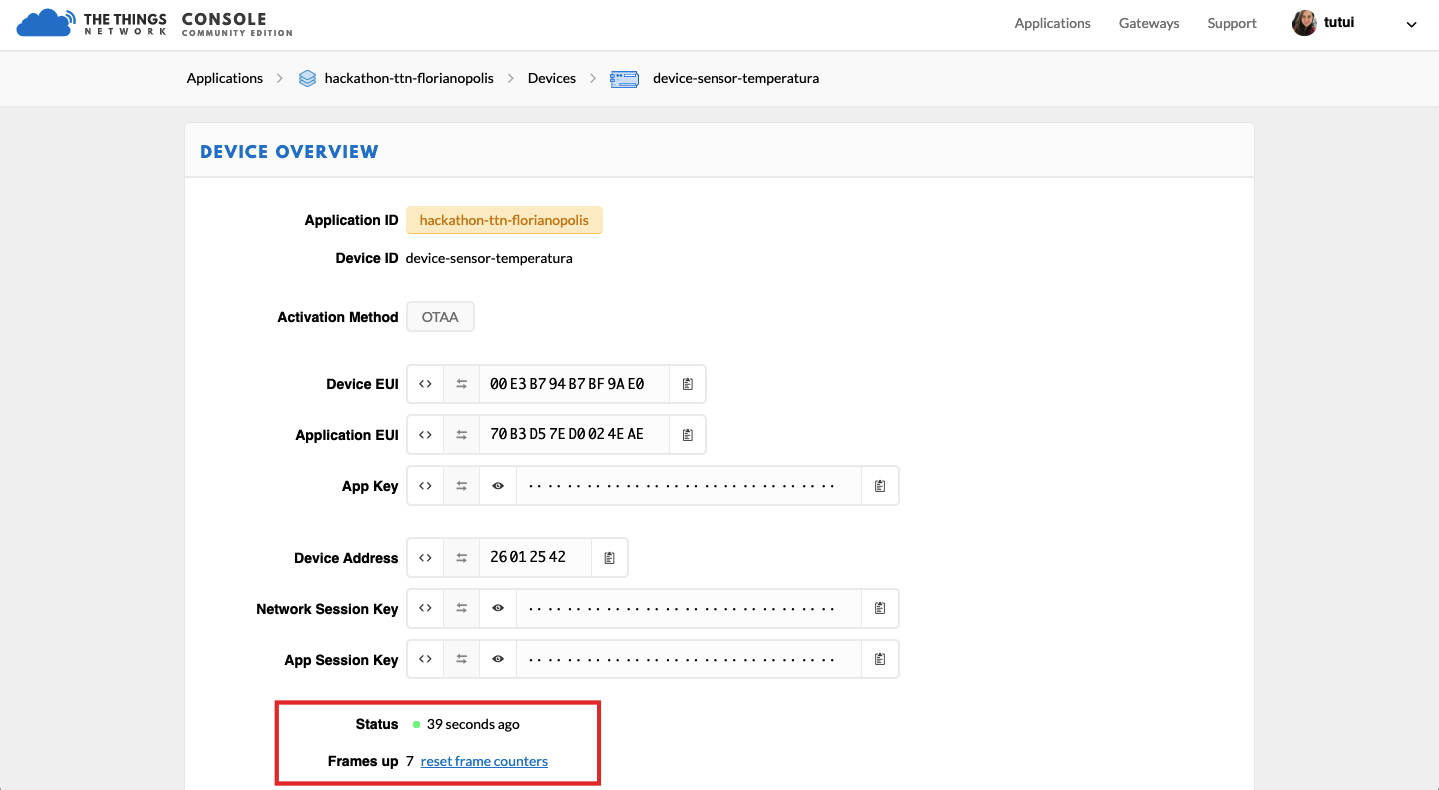 THE THINGS
NETWORK
CONSOLE
COMMUNITY EDITION
Applications Gateways Support tutui
Applications > hackathon-ttn-florianopolis > Devices > device-sensor-temperatura
DEVICE OVERVIEW
Application ID hackathon-ttn-florianopolis
Device ID device-sensor-temperatura
Activation Method OTAA
Device EUI <> 00 E3 B7 94 B7 BF 9A E0
Application EUI <> 70 B3 D5 7E D0 02 4E AE
App Key <>
Device Address <> 26 01 25 42
Network Session Key <>
App Session Key <>
Status 39 seconds ago
Frames up 7 reset frame counters